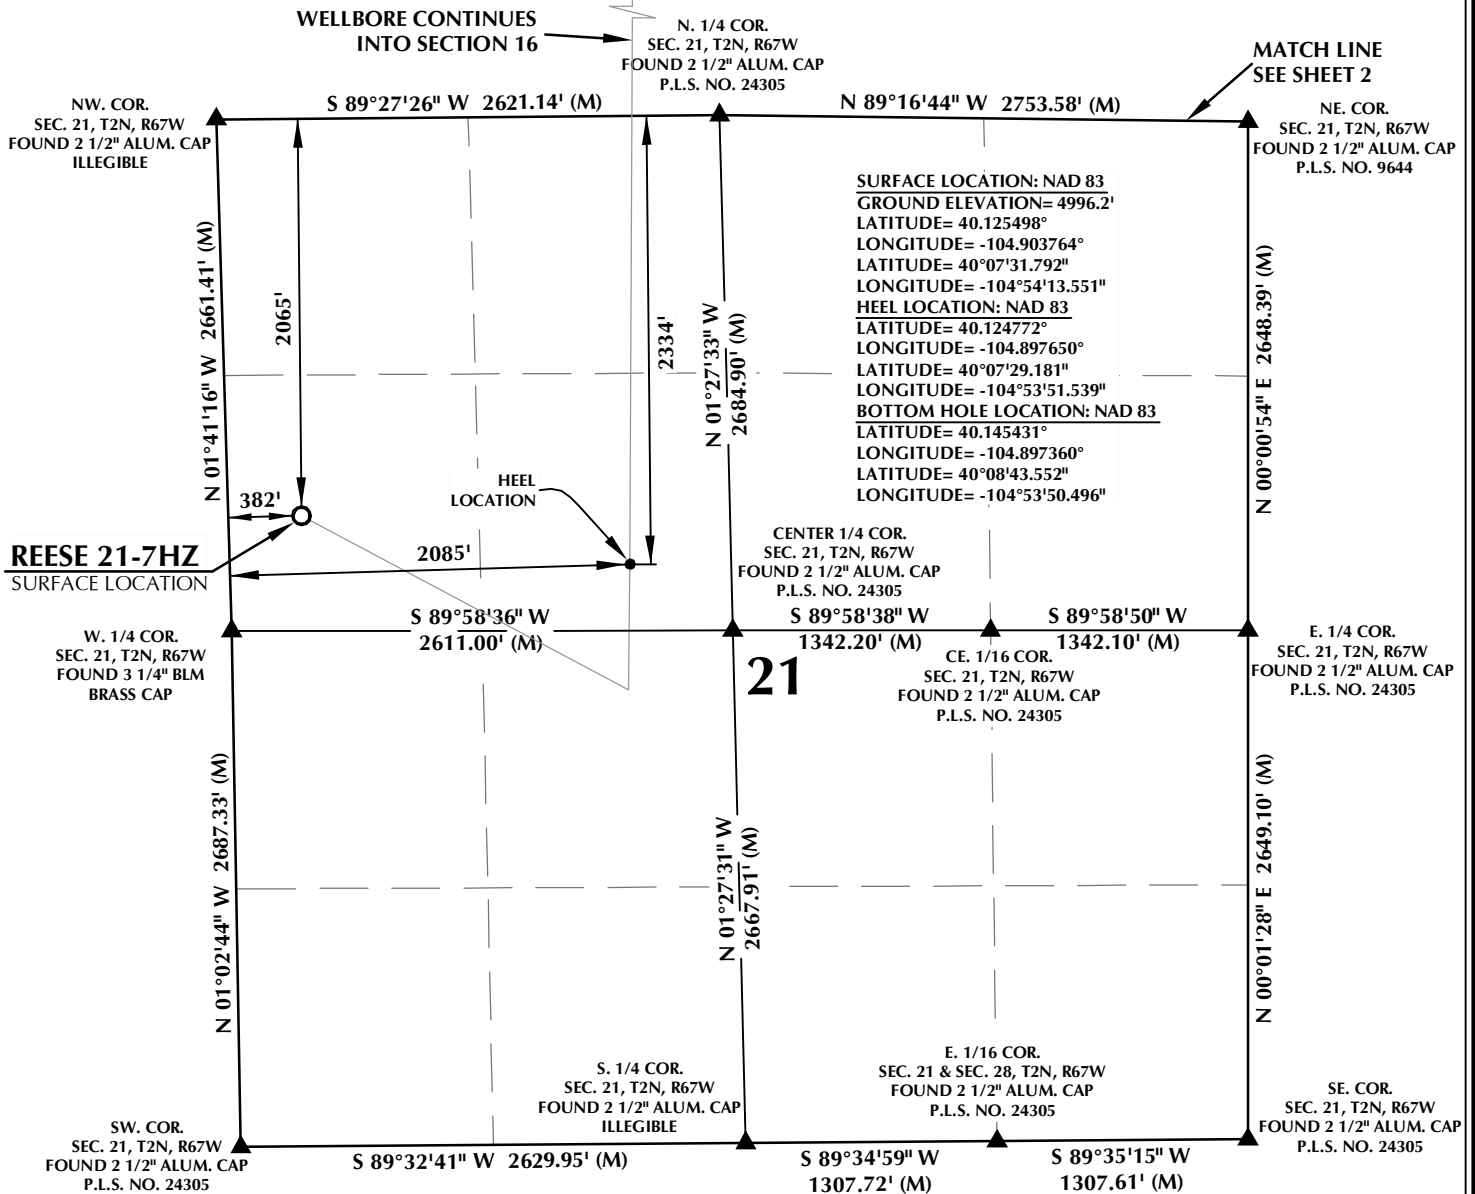 WELLBORE CONTINUES
INTO SECTION 16
N. 1/4 COR.
SEC. 21, T2N, R67W
FOUND 2 1/2" ALUM. CAP
P.L.S. NO. 24305
MATCH LINE
SEE SHEET 2
NW. COR.
SEC. 21, T2N, R67W
FOUND 2 1/2" ALUM. CAP
ILLEGIBLE
S 89°27'26" W 2621.14' (M)
N 89°16'44" W 2753.58' (M)
NE. COR.
SEC. 21, T2N, R67W
FOUND 2 1/2" ALUM. CAP
P.L.S. NO. 9644
SURFACE LOCATION: NAD 83
GROUND ELEVATION= 4996.2'
LATITUDE= 40.125498°
LONGITUDE= -104.903764°
LATITUDE= 40°07'31.792"
LONGITUDE= -104°54'13.551"
HEEL LOCATION: NAD 83
LATITUDE= 40.124772°
LONGITUDE= -104.897650°
LATITUDE= 40°07'29.181"
LONGITUDE= -104°53'51.539"
BOTTOM HOLE LOCATION: NAD 83
LATITUDE= 40.145431°
LONGITUDE= -104.897360°
LATITUDE= 40°08'43.552"
LONGITUDE= -104°53'50.496"
N 01°41'16" W 2661.41' (M)
2065'
2334'
N 01°27'33" W
2684.90' (M)
N 00°00'54" E 2648.39' (M)
382'
HEEL
LOCATION
REESE 21-7HZ
SURFACE LOCATION
2085'
CENTER 1/4 COR.
SEC. 21, T2N, R67W
FOUND 2 1/2" ALUM. CAP
P.L.S. NO. 24305
S 89°58'36" W
2611.00' (M)
S 89°58'38" W
1342.20' (M)
S 89°58'50" W
1342.10' (M)
W. 1/4 COR.
SEC. 21, T2N, R67W
FOUND 3 1/4" BLM
BRASS CAP
21
CE. 1/16 COR.
SEC. 21, T2N, R67W
FOUND 2 1/2" ALUM. CAP
P.L.S. NO. 24305
E. 1/4 COR.
SEC. 21, T2N, R67W
FOUND 2 1/2" ALUM. CAP
P.L.S. NO. 24305
N 01°02'44" W 2687.33' (M)
N 01°27'31" W
2667.91' (M)
N 00°01'28" E 2649.10' (M)
S. 1/4 COR.
SEC. 21, T2N, R67W
FOUND 2 1/2" ALUM. CAP
ILLEGIBLE
E. 1/16 COR.
SEC. 21 & SEC. 28, T2N, R67W
FOUND 2 1/2" ALUM. CAP
P.L.S. NO. 24305
SE. COR.
SEC. 21, T2N, R67W
FOUND 2 1/2" ALUM. CAP
P.L.S. NO. 24305
SW. COR.
SEC. 21, T2N, R67W
FOUND 2 1/2" ALUM. CAP
P.L.S. NO. 24305
S 89°32'41" W 2629.95' (M)
S 89°34'59" W
1307.72' (M)
S 89°35'15" W
1307.61' (M)